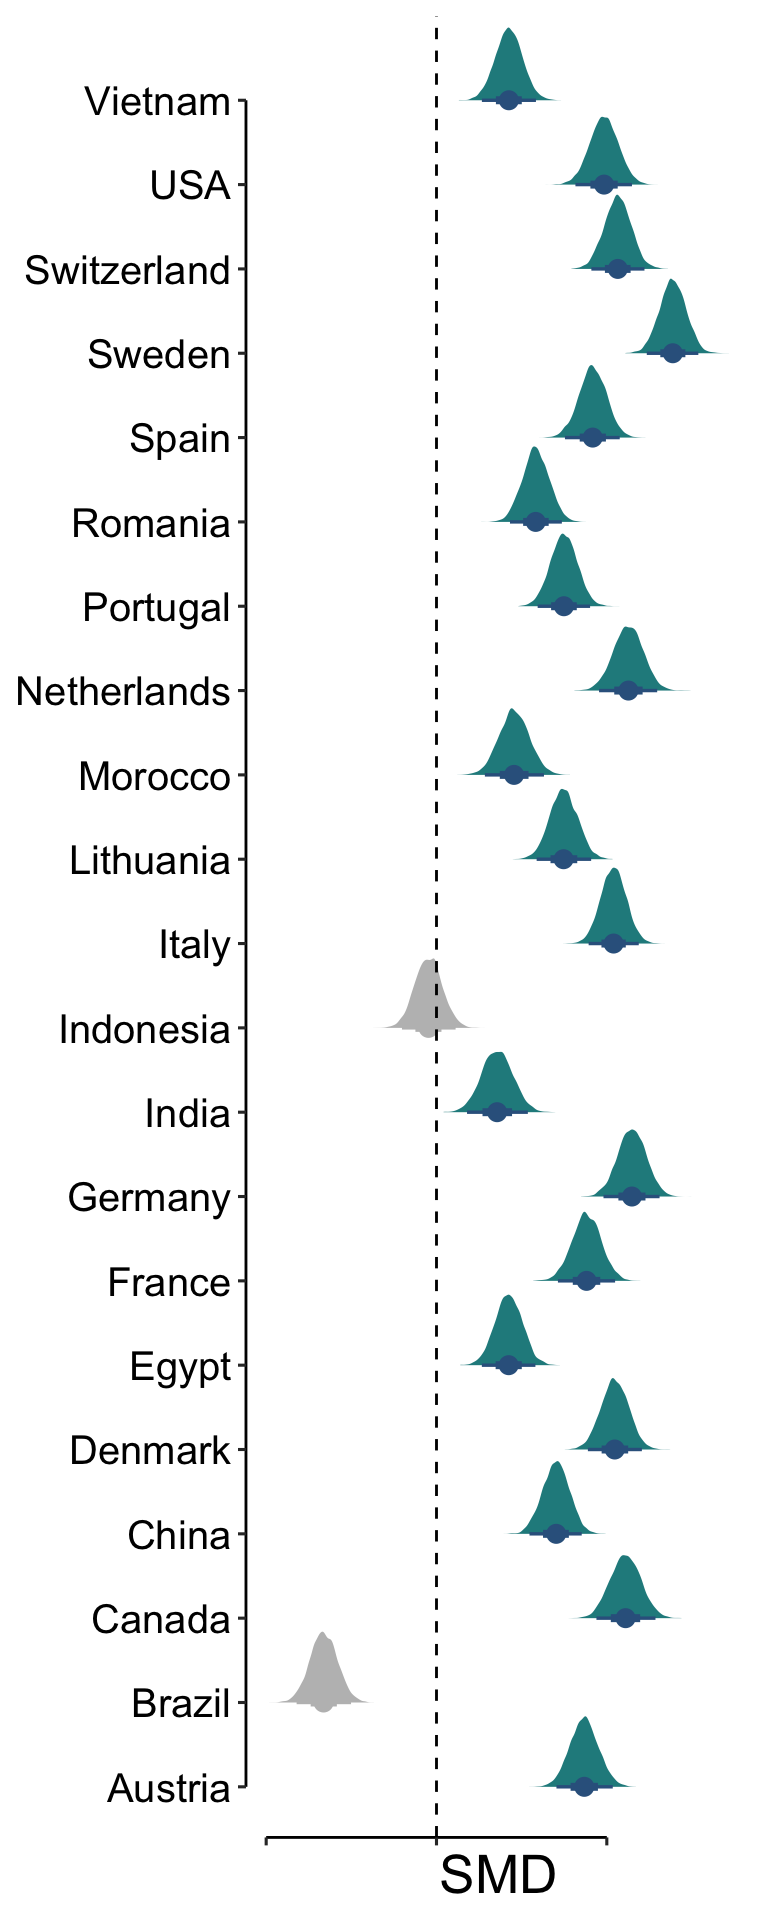 Vietnam
USA
Switzerland
Sweden
Spain
Romania
Portugal
Netherlands
Morocco
Lithuania
Italy
Indonesia
India
Germany
France
Egypt
Denmark
China
Canada
Brazil
Austria
SMD